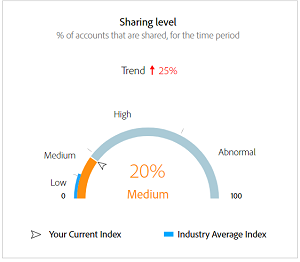 Sharing level
% of accounts that are shared, for the time period
Trend 25%
High
Medium
Abnormal
Low
20%
Medium
0
100
Your Current Index
Industry Average Index